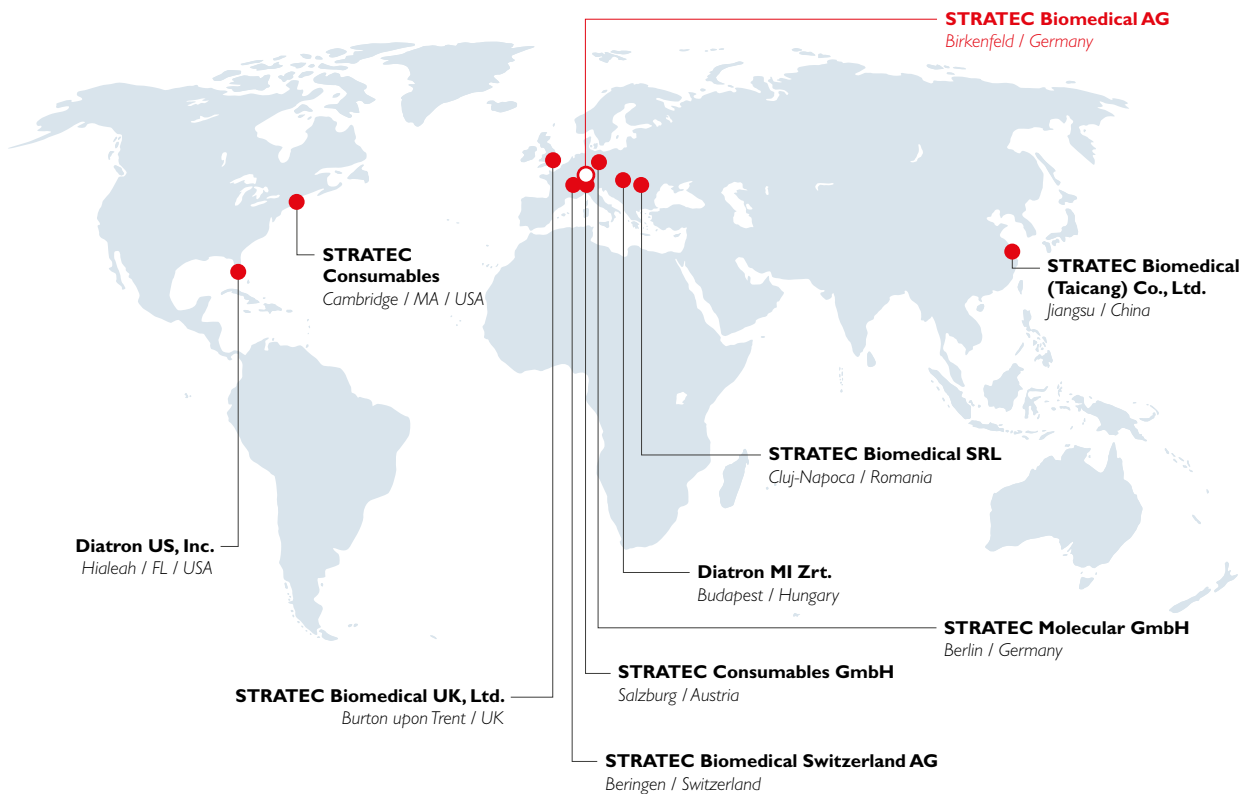 STRATEC Biomedical AG
Birkenfeld / Germany
STRATEC
Consumables
Cambridge / MA / USA
STRATEC Biomedical
(Taicang) Co., Ltd.
Jiangsu / China
STRATEC Biomedical SRL
Cluj-Napoca / Romania
Diatron US, Inc.
Hialeah / FL / USA
Diatron MI Zrt.
Budapest / Hungary
STRATEC Molecular GmbH
Berlin / Germany
STRATEC Consumables GmbH
Salzburg / Austria
STRATEC Biomedical UK, Ltd.
Burton upon Trent / UK
STRATEC Biomedical Switzerland AG
Beringen / Switzerland